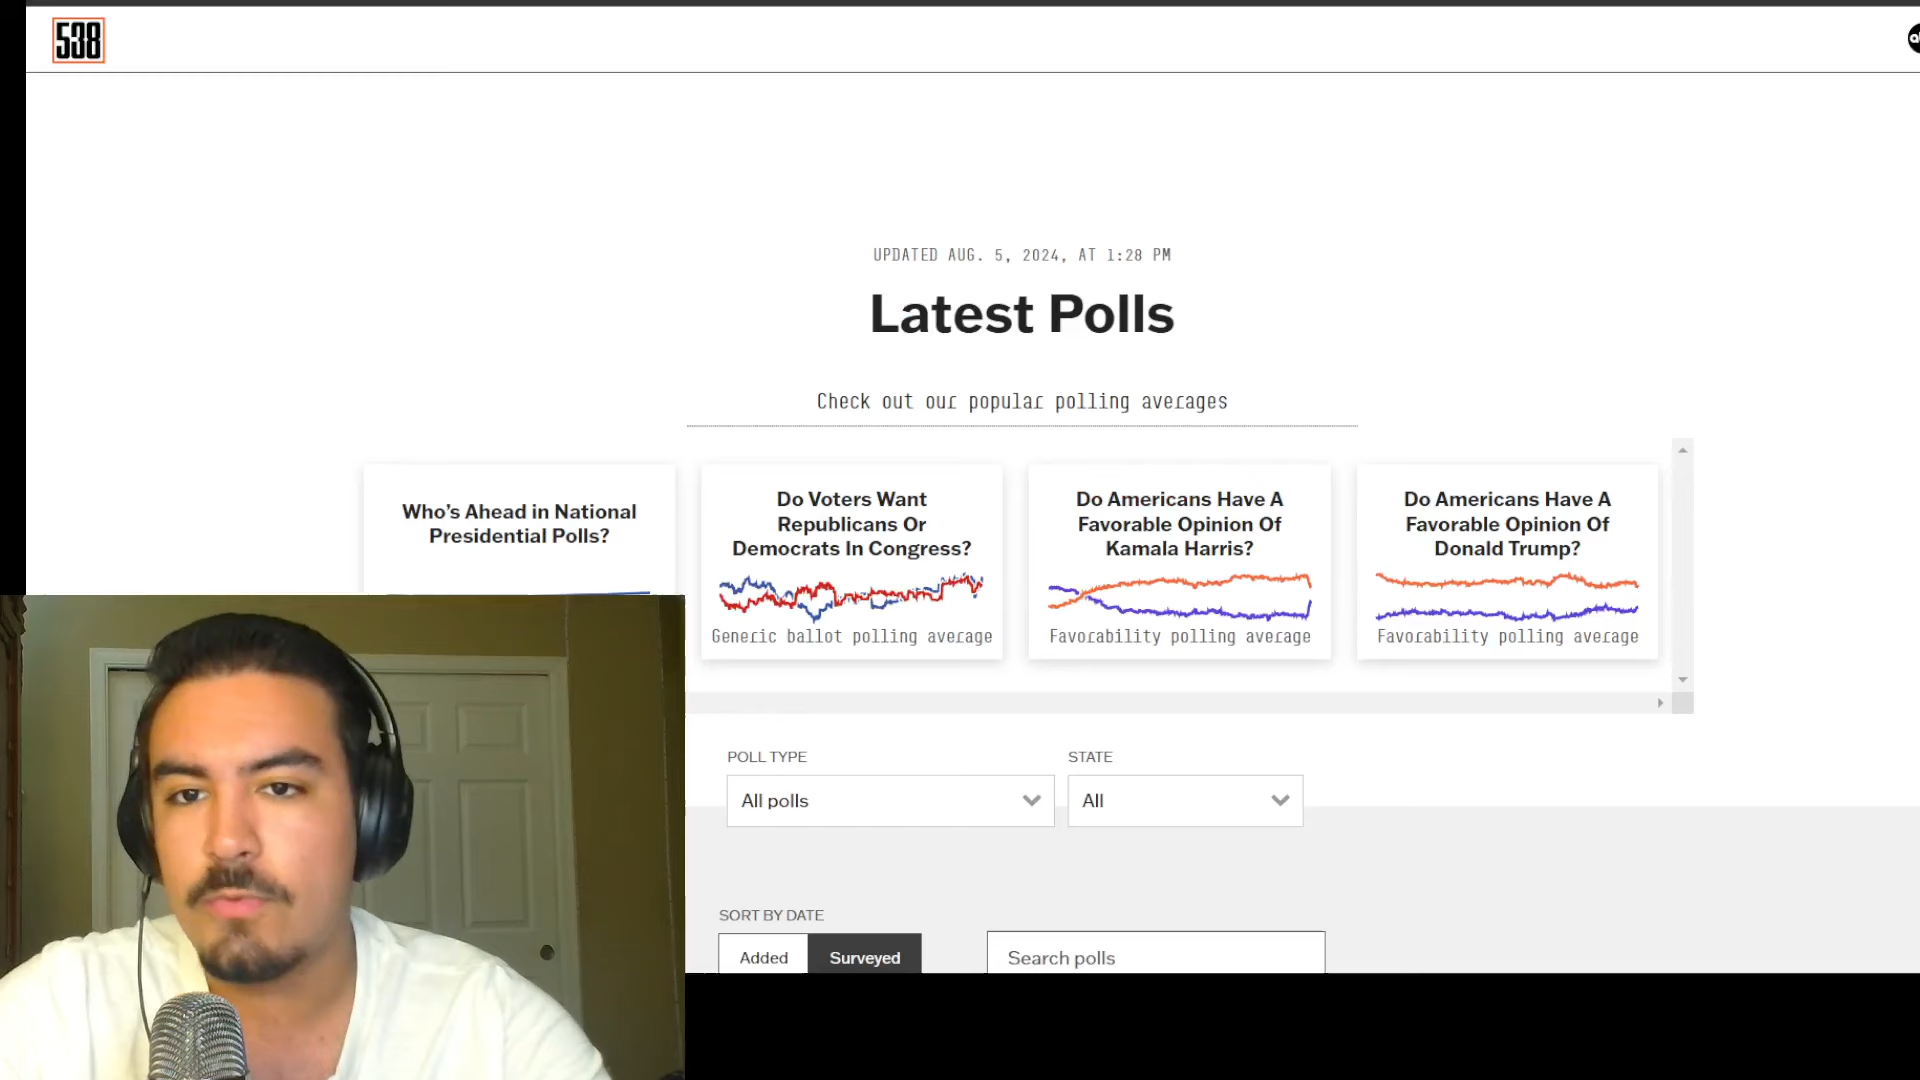 538
UPDATED AUG. 5, 2024, AT 1:28 PM
Latest Polls
Check out our popular polling averages
Who's Ahead in National
Presidential Polls?
Do Voters Want
Republicans Or
Democrats In Congress?
Generic ballot polling average
Do Americans Have A
Favorable Opinion Of
Kamala Harris?
Favorability polling average
Do Americans Have A
Favorable Opinion Of
Donald Trump?
Favorability polling average
POLL TYPE
STATE
All polls
All
SORT BY DATE
Added
Surveyed
Search polls